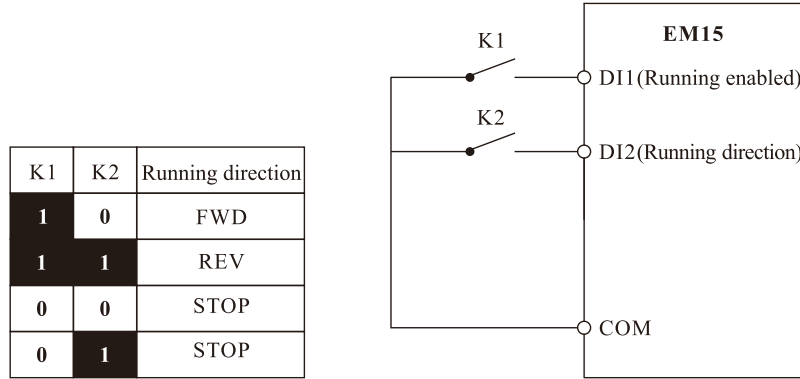 K1 K2 Running direction
1 0 FWD
1 1 REV
0 0 STOP
0 1 STOP
EM15
K1
DI1(Running enabled)
K2
DI2(Running direction)
COM